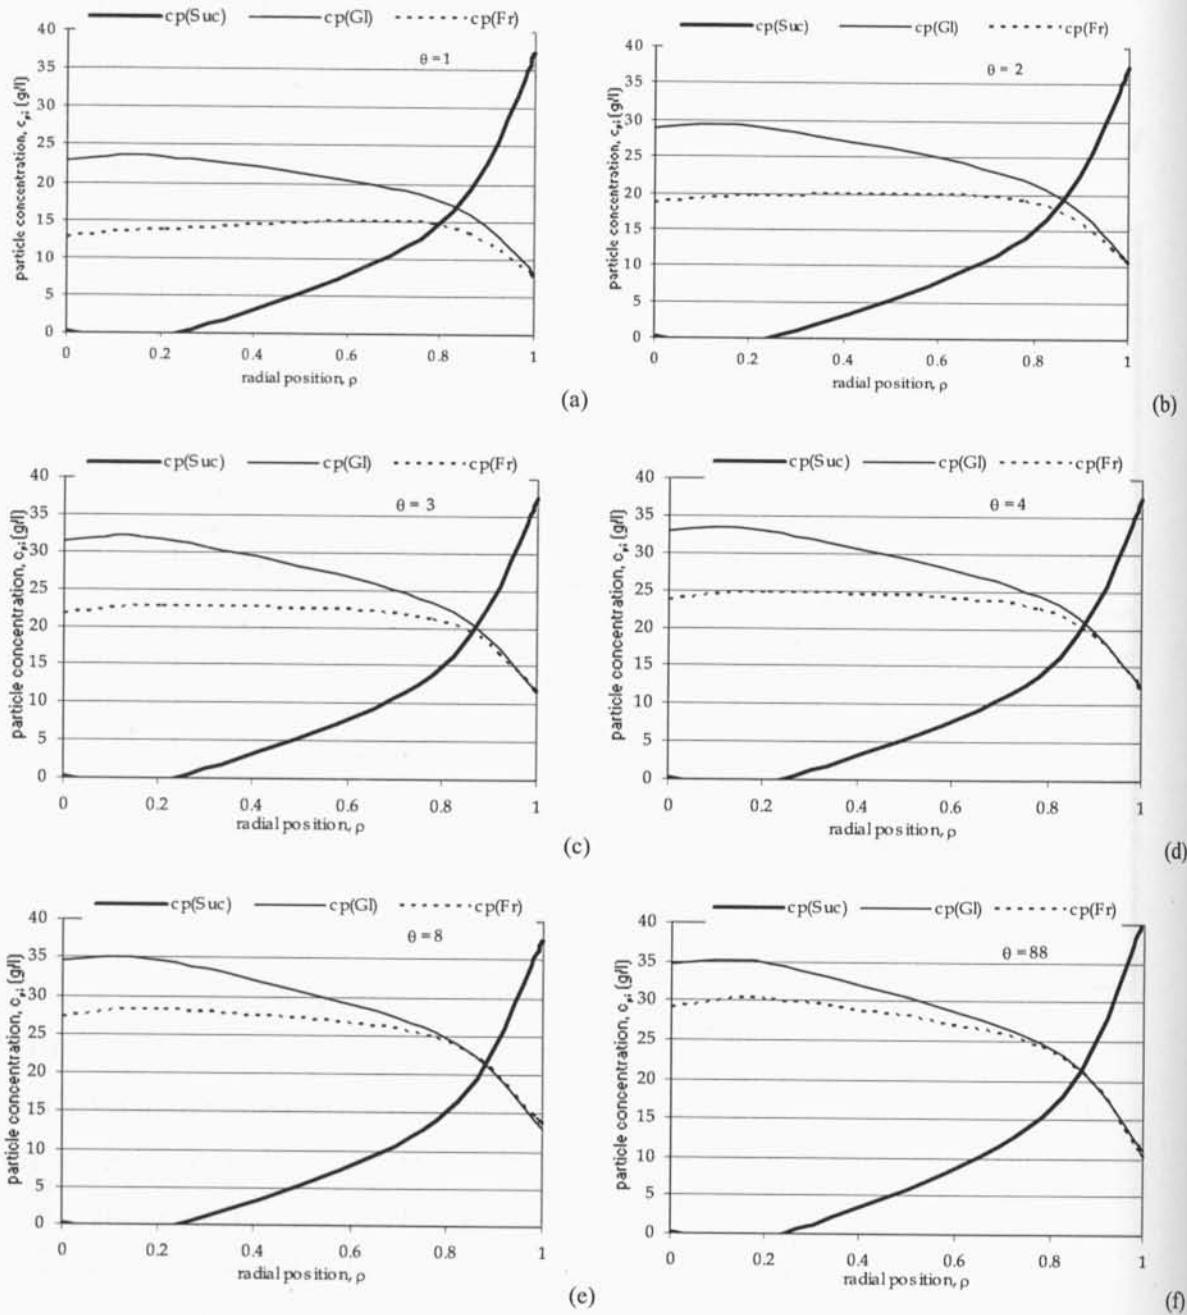 cp(Suc) cp(Gl) cp(Fr)
θ = 1
particle concentration, cₚᵢ (g/l)
40
35
30
25
20
15
10
5
0
0 0.2 0.4 0.6 0.8 1
radial position, ρ
(a)
cp(Suc) cp(Gl) cp(Fr)
θ = 2
particle concentration, cₚᵢ (g/l)
40
35
30
25
20
15
10
5
0
0 0.2 0.4 0.6 0.8 1
radial position, ρ
(b)
cp(Suc) cp(Gl) cp(Fr)
θ = 3
particle concentration, cₚᵢ (g/l)
40
35
30
25
20
15
10
5
0
0 0.2 0.4 0.6 0.8 1
radial position, ρ
(c)
cp(Suc) cp(Gl) cp(Fr)
θ = 4
particle concentration, cₚᵢ (g/l)
40
35
30
25
20
15
10
5
0
0 0.2 0.4 0.6 0.8 1
radial position, ρ
(d)
cp(Suc) cp(Gl) cp(Fr)
θ = 8
particle concentration, cₚᵢ (g/l)
40
35
30
25
20
15
10
5
0
0 0.2 0.4 0.6 0.8 1
radial position, ρ
(e)
cp(Suc) cp(Gl) cp(Fr)
θ = 88
particle concentration, cₚᵢ (g/l)
40
35
30
25
20
15
10
5
0
0 0.2 0.4 0.6 0.8 1
radial position, ρ
(f)